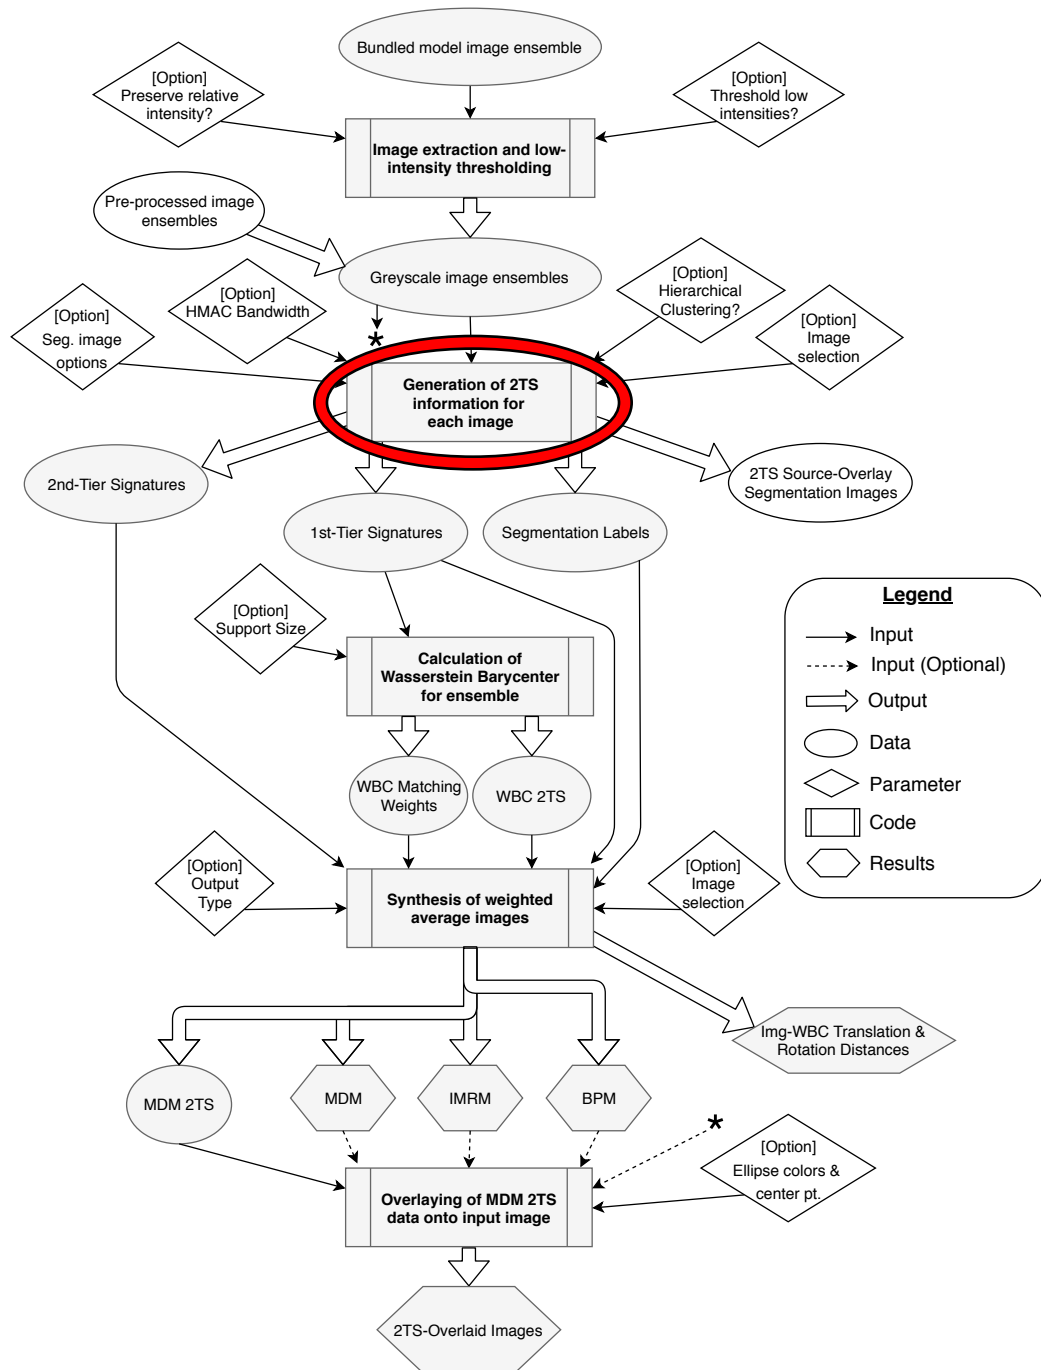 Bundled model image ensemble
[Option]
Preserve relative
intensity?
[Option]
Threshold low
intensities?
Image extraction and low-
intensity thresholding
Pre-processed image
ensembles
Greyscale image ensembles
[Option]
HMAC Bandwidth
[Option]
Hierarchical
Clustering?
[Option]
Seg. image
options
[Option]
Image
selection
*
Generation of 2TS
information for
each image
2nd-Tier Signatures
2TS Source-Overlay
Segmentation Images
1st-Tier Signatures
Segmentation Labels
[Option]
Support Size
Calculation of
Wasserstein Barycenter
for ensemble
Legend
Input
Input (Optional)
Output
Data
Parameter
Code
Results
WBC Matching
Weights
WBC 2TS
[Option]
Output
Type
Synthesis of weighted
average images
[Option]
Image
selection
Img-WBC Translation &
Rotation Distances
MDM 2TS
MDM
IMRM
BPM
*
[Option]
Ellipse colors &
center pt.
Overlaying of MDM 2TS
data onto input image
2TS-Overlaid Images